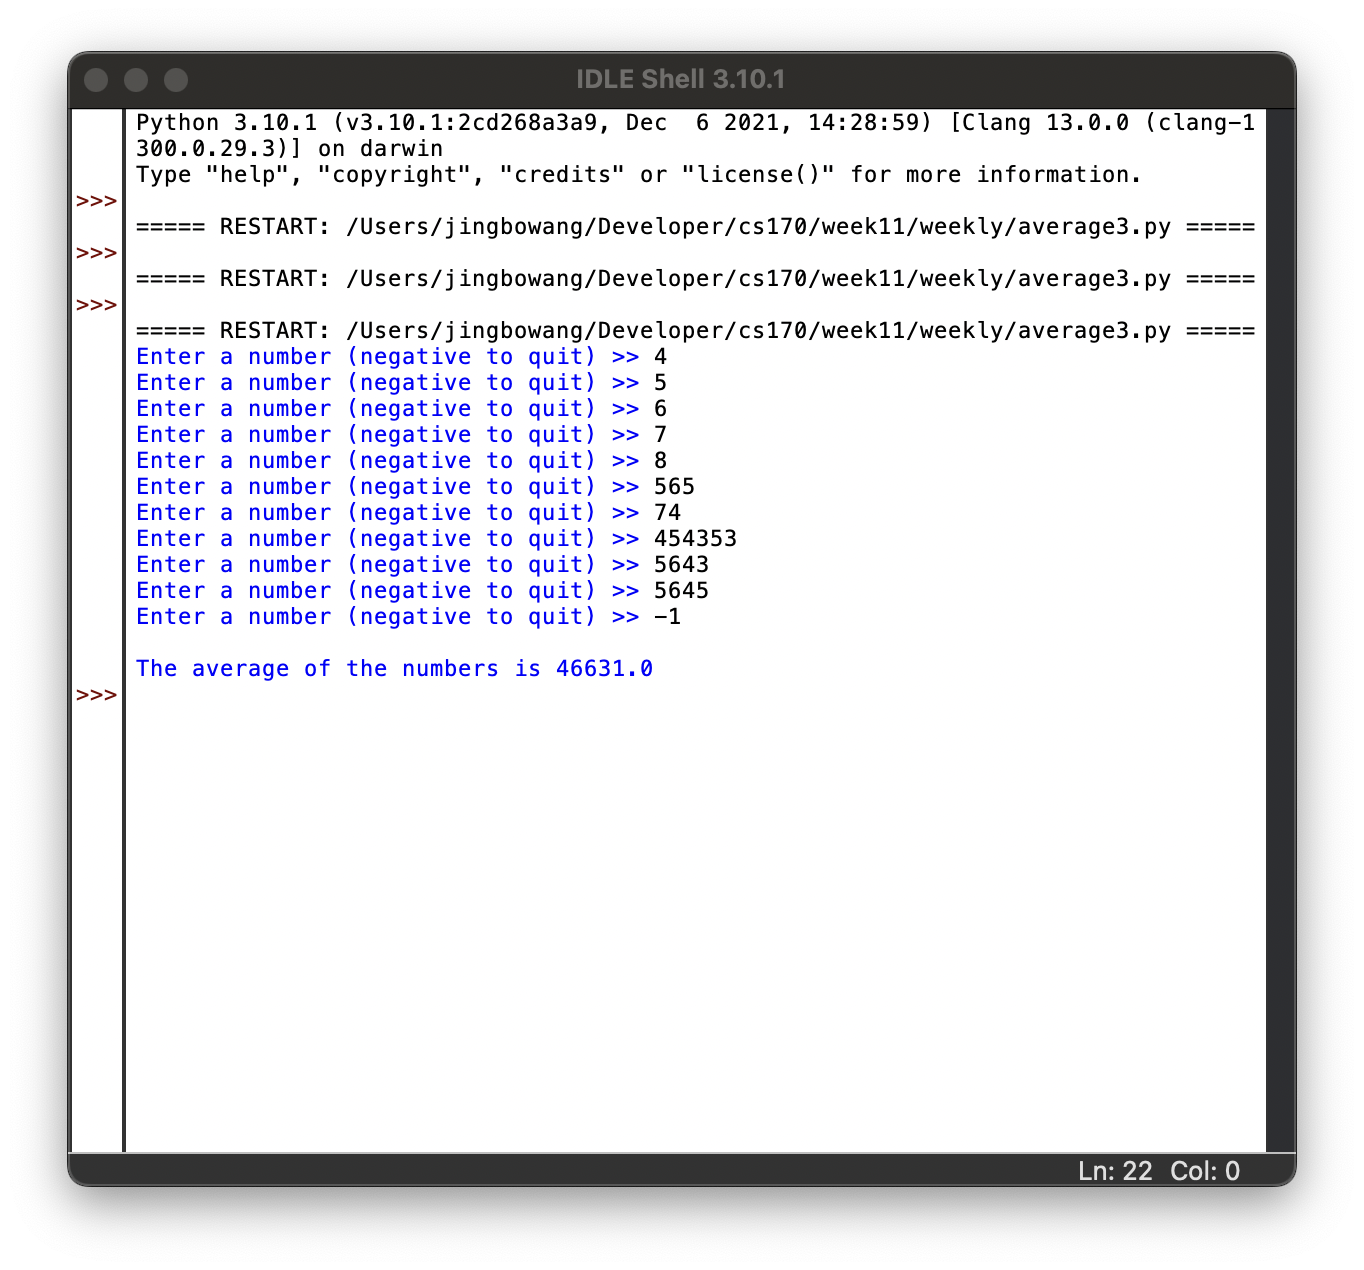 IDLE Shell 3.10.1
Python 3.10.1 (v3.10.1:2cd268a3a9, Dec  6 2021, 14:28:59) [Clang 13.0.0 (clang-1
300.0.29.3)] on darwin
Type "help", "copyright", "credits" or "license()" for more information.
>>>
===== RESTART: /Users/jingbowang/Developer/cs170/week11/weekly/average3.py =====
>>>
===== RESTART: /Users/jingbowang/Developer/cs170/week11/weekly/average3.py =====
>>>
===== RESTART: /Users/jingbowang/Developer/cs170/week11/weekly/average3.py =====
Enter a number (negative to quit) >> 4
Enter a number (negative to quit) >> 5
Enter a number (negative to quit) >> 6
Enter a number (negative to quit) >> 7
Enter a number (negative to quit) >> 8
Enter a number (negative to quit) >> 565
Enter a number (negative to quit) >> 74
Enter a number (negative to quit) >> 454353
Enter a number (negative to quit) >> 5643
Enter a number (negative to quit) >> 5645
Enter a number (negative to quit) >> -1
The average of the numbers is 46631.0
>>>
Ln: 22 Col: 0